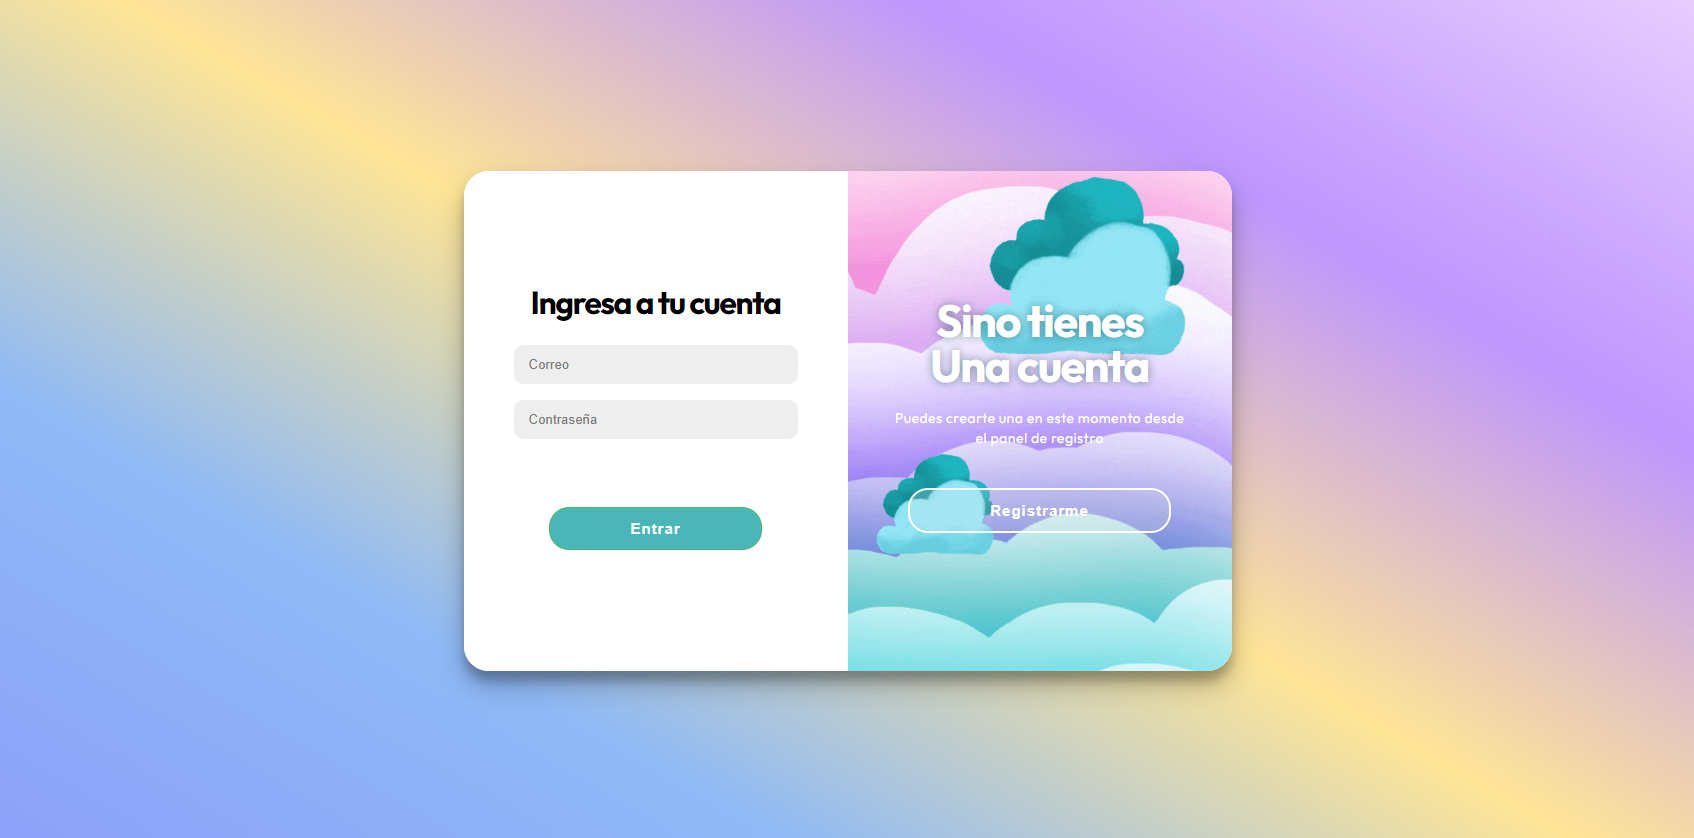 Ingresa a tu cuenta
Correo
Contraseña
Entrar
Sino tienes
Una cuenta
Puedes crearte una en este momento desde
el panel de registro
Registrarme